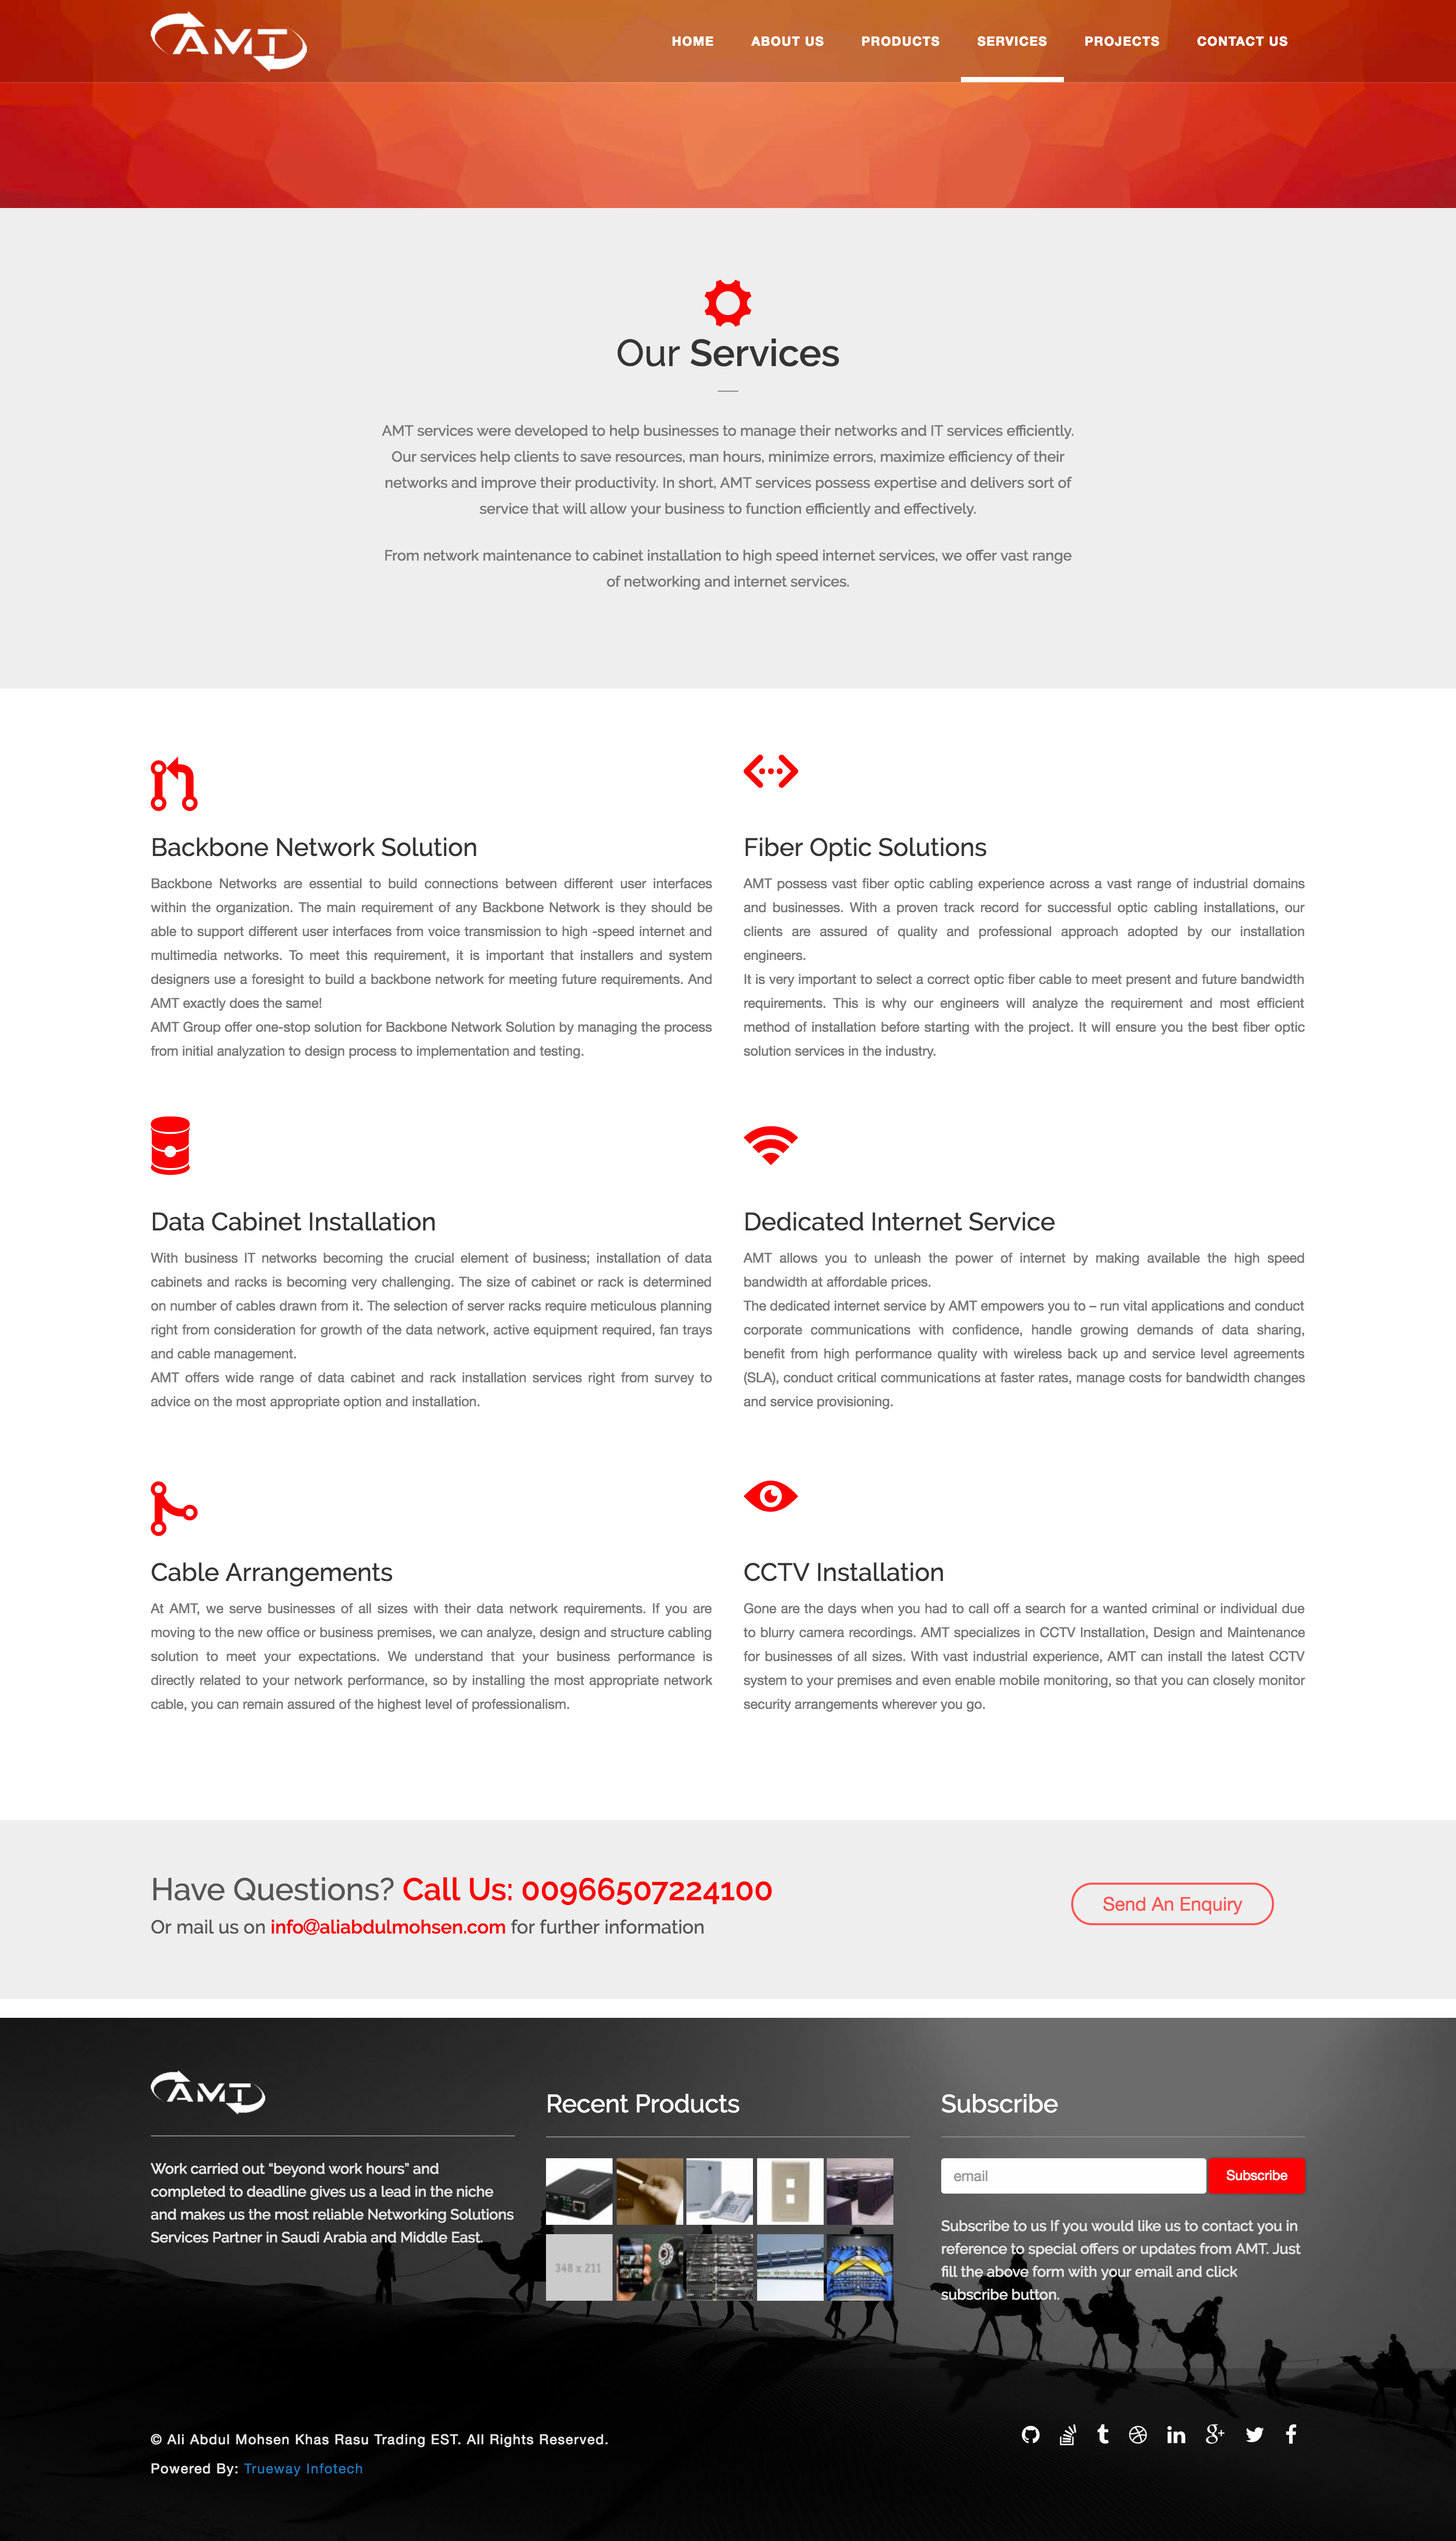 AMT
HOME
ABOUT US
PRODUCTS
SERVICES
PROJECTS
CONTACT US
Our Services
AMT services were developed to help businesses to manage their networks and IT services efficiently.
Our services help clients to save resources, man hours, minimize errors, maximize efficiency of their
networks and improve their productivity. In short, AMT services possess expertise and delivers sort of
service that will allow your business to function efficiently and effectively.
From network maintenance to cabinet installation to high speed internet services, we offer vast range
of networking and internet services.
Backbone Network Solution
Backbone Networks are essential to build connections between different user interfaces
within the organization. The main requirement of any Backbone Network is they should be
able to support different user interfaces from voice transmission to high -speed internet and
multimedia networks. To meet this requirement, it is important that installers and system
designers use a foresight to build a backbone network for meeting future requirements. And
AMT exactly does the same!
AMT Group offer one-stop solution for Backbone Network Solution by managing the process
from initial analyzation to design process to implementation and testing.
Fiber Optic Solutions
AMT possess vast fiber optic cabling experience across a vast range of industrial domains
and businesses. With a proven track record for successful optic cabling installations, our
clients are assured of quality and professional approach adopted by our installation
engineers.
It is very important to select a correct optic fiber cable to meet present and future bandwidth
requirements. This is why our engineers will analyze the requirement and most efficient
method of installation before starting with the project. It will ensure you the best fiber optic
solution services in the industry.
Data Cabinet Installation
With business IT networks becoming the crucial element of business; installation of data
cabinets and racks is becoming very challenging. The size of cabinet or rack is determined
on number of cables drawn from it. The selection of server racks require meticulous planning
right from consideration for growth of the data network, active equipment required, fan trays
and cable management.
AMT offers wide range of data cabinet and rack installation services right from survey to
advice on the most appropriate option and installation.
Dedicated Internet Service
AMT allows you to unleash the power of internet by making available the high speed
bandwidth at affordable prices.
The dedicated internet service by AMT empowers you to – run vital applications and conduct
corporate communications with confidence, handle growing demands of data sharing,
benefit from high performance quality with wireless back up and service level agreements
(SLA), conduct critical communications at faster rates, manage costs for bandwidth changes
and service provisioning.
Cable Arrangements
At AMT, we serve businesses of all sizes with their data network requirements. If you are
moving to the new office or business premises, we can analyze, design and structure cabling
solution to meet your expectations. We understand that your business performance is
directly related to your network performance, so by installing the most appropriate network
cable, you can remain assured of the highest level of professionalism.
CCTV Installation
Gone are the days when you had to call off a search for a wanted criminal or individual due
to blurry camera recordings. AMT specializes in CCTV Installation, Design and Maintenance
for businesses of all sizes. With vast industrial experience, AMT can install the latest CCTV
system to your premises and even enable mobile monitoring, so that you can closely monitor
security arrangements wherever you go.
Have Questions? Call Us: 00966507224100
Or mail us on info@aliabdulmohsen.com for further information
Send An Enquiry
AMT
Work carried out “beyond work hours” and
completed to deadline gives us a lead in the niche
and makes us the most reliable Networking Solutions
Services Partner in Saudi Arabia and Middle East.
Recent Products
348 x 211
Subscribe
email
Subscribe
Subscribe to us If you would like us to contact you in
reference to special offers or updates from AMT. Just
fill the above form with your email and click
subscribe button.
© Ali Abdul Mohsen Khas Rasu Trading EST. All Rights Reserved.
Powered By: Trueway Infotech